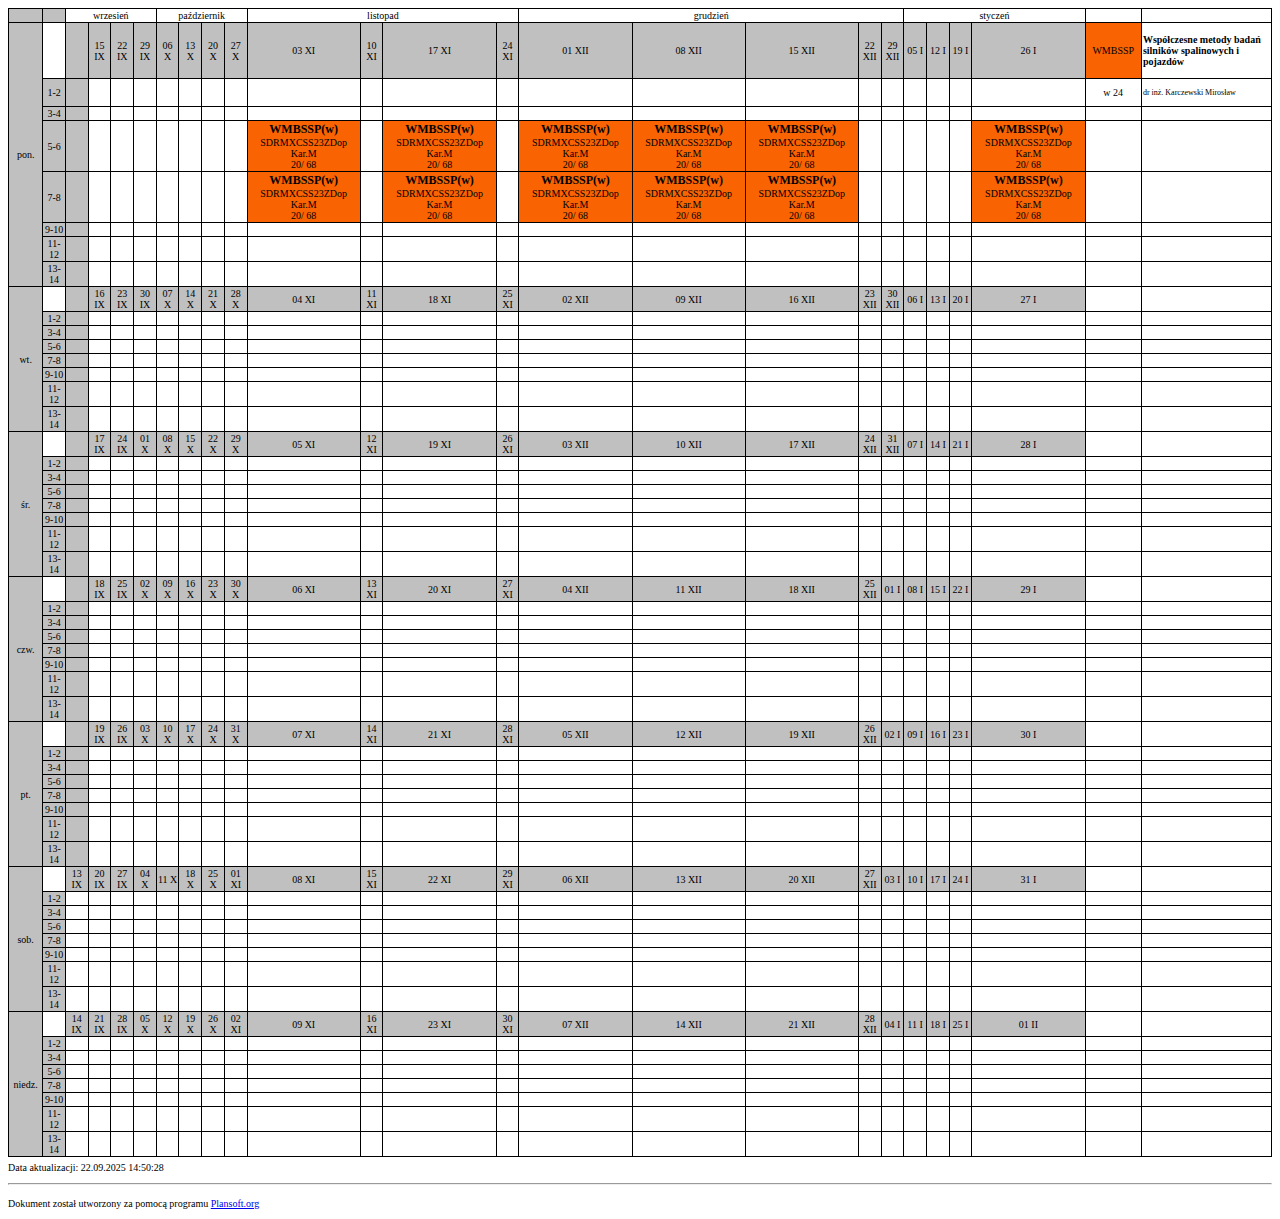 wrzesień październik listopad grudzień styczeń
pon. 15 IX 22 IX 29 IX 06 X 13 X 20 X 27 X 03 XI 10 XI 17 XI 24 XI 01 XII 08 XII 15 XII 22 XII 29 XII 05 I 12 I 19 I 26 I WMBSSP Współczesne metody badań silników spalinowych i pojazdów
1-2 w 24 dr inż. Karczewski Mirosław
3-4
5-6 WMBSSP(w) WMBSSP(w) WMBSSP(w) WMBSSP(w) WMBSSP(w) WMBSSP(w)
SDRMXCSS23ZDop SDRMXCSS23ZDop SDRMXCSS23ZDop SDRMXCSS23ZDop SDRMXCSS23ZDop SDRMXCSS23ZDop
Kar.M Kar.M Kar.M Kar.M Kar.M Kar.M
20/ 68 20/ 68 20/ 68 20/ 68 20/ 68 20/ 68
7-8 WMBSSP(w) WMBSSP(w) WMBSSP(w) WMBSSP(w) WMBSSP(w) WMBSSP(w)
SDRMXCSS23ZDop SDRMXCSS23ZDop SDRMXCSS23ZDop SDRMXCSS23ZDop SDRMXCSS23ZDop SDRMXCSS23ZDop
Kar.M Kar.M Kar.M Kar.M Kar.M Kar.M
20/ 68 20/ 68 20/ 68 20/ 68 20/ 68 20/ 68
9-10
11-12
13-14
wt. 16 IX 23 IX 30 IX 07 X 14 X 21 X 28 X 04 XI 11 XI 18 XI 25 XI 02 XII 09 XII 16 XII 23 XII 30 XII 06 I 13 I 20 I 27 I
1-2
3-4
5-6
7-8
9-10
11-12
13-14
śr. 17 IX 24 IX 01 X 08 X 15 X 22 X 29 X 05 XI 12 XI 19 XI 26 XI 03 XII 10 XII 17 XII 24 XII 31 XII 07 I 14 I 21 I 28 I
1-2
3-4
5-6
7-8
9-10
11-12
13-14
czw. 18 IX 25 IX 02 X 09 X 16 X 23 X 30 X 06 XI 13 XI 20 XI 27 XI 04 XII 11 XII 18 XII 25 XII 01 I 08 I 15 I 22 I 29 I
1-2
3-4
5-6
7-8
9-10
11-12
13-14
pt. 19 IX 26 IX 03 X 10 X 17 X 24 X 31 X 07 XI 14 XI 21 XI 28 XI 05 XII 12 XII 19 XII 26 XII 02 I 09 I 16 I 23 I 30 I
1-2
3-4
5-6
7-8
9-10
11-12
13-14
sob. 13 IX 20 IX 27 IX 04 X 11 X 18 X 25 X 01 XI 08 XI 15 XI 22 XI 29 XI 06 XII 13 XII 20 XII 27 XII 03 I 10 I 17 I 24 I 31 I
1-2
3-4
5-6
7-8
9-10
11-12
13-14
niedz. 14 IX 21 IX 28 IX 05 X 12 X 19 X 26 X 02 XI 09 XI 16 XI 23 XI 30 XI 07 XII 14 XII 21 XII 28 XII 04 I 11 I 18 I 25 I 01 II
1-2
3-4
5-6
7-8
9-10
11-12
13-14
Data aktualizacji: 22.09.2025 14:50:28
Dokument został utworzony za pomocą programu Plansoft.org